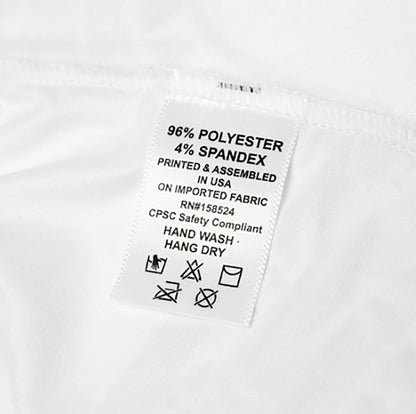 96% POLYESTER
4% SPANDEX
PRINTED & ASSEMBLED
IN USA
ON IMPORTED FABRIC
RN#158524
CPSC Safety Compliant
HAND WASH ·
HANG DRY